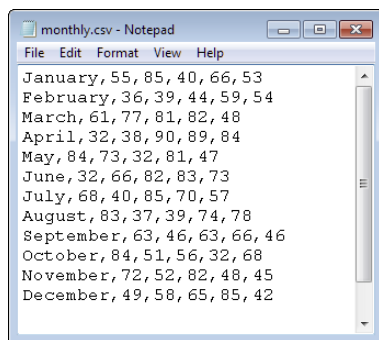 monthly.csv - Notepad
File Edit Format View Help
January,55,85,40,66,53
February,36,39,44,59,54
March,61,77,81,82,48
April,32,38,90,89,84
May,84,73,32,81,47
June,32,66,82,83,73
July,68,40,85,70,57
August,83,37,39,74,78
September,63,46,63,66,46
October,84,51,56,32,68
November,72,52,82,48,45
December,49,58,65,85,42